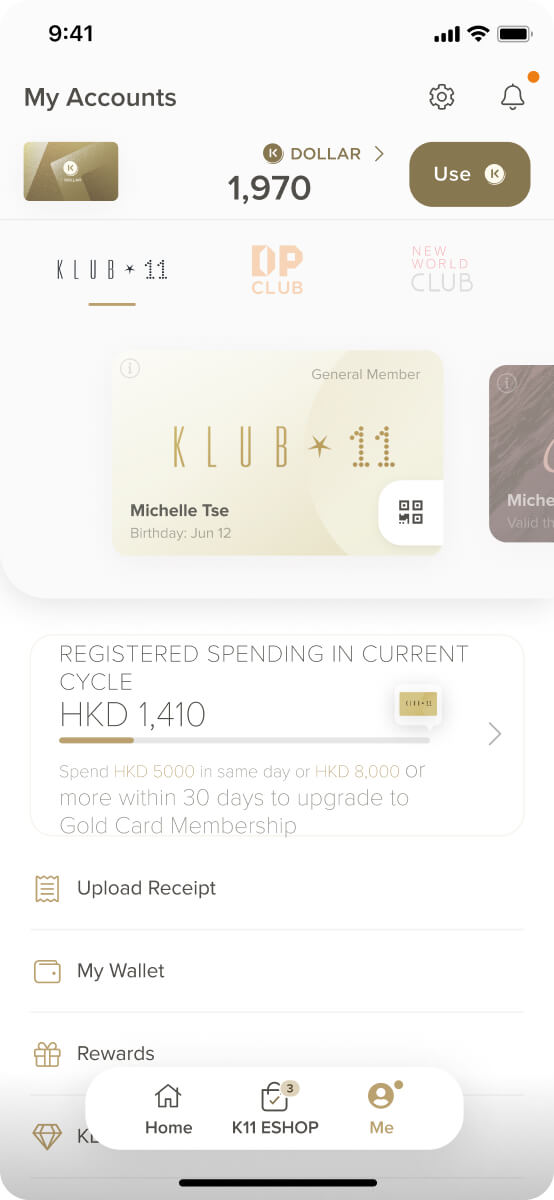 9:41
My Accounts
DOLLAR
1,970
Use
KLUB 11
DP
CLUB
NEW
WORLD
CLUB
General Member
KLUB 11
Michelle Tse
Birthday: Jun 12
Valid
REGISTERED SPENDING IN CURRENT
CYCLE
HKD 1,410
KLUB 11
Spend HKD 5000 in same day or HKD 8,000 or
more within 30 days to upgrade to
Gold Card Membership
Upload Receipt
My Wallet
Rewards
3
Home
K11 ESHOP
Me